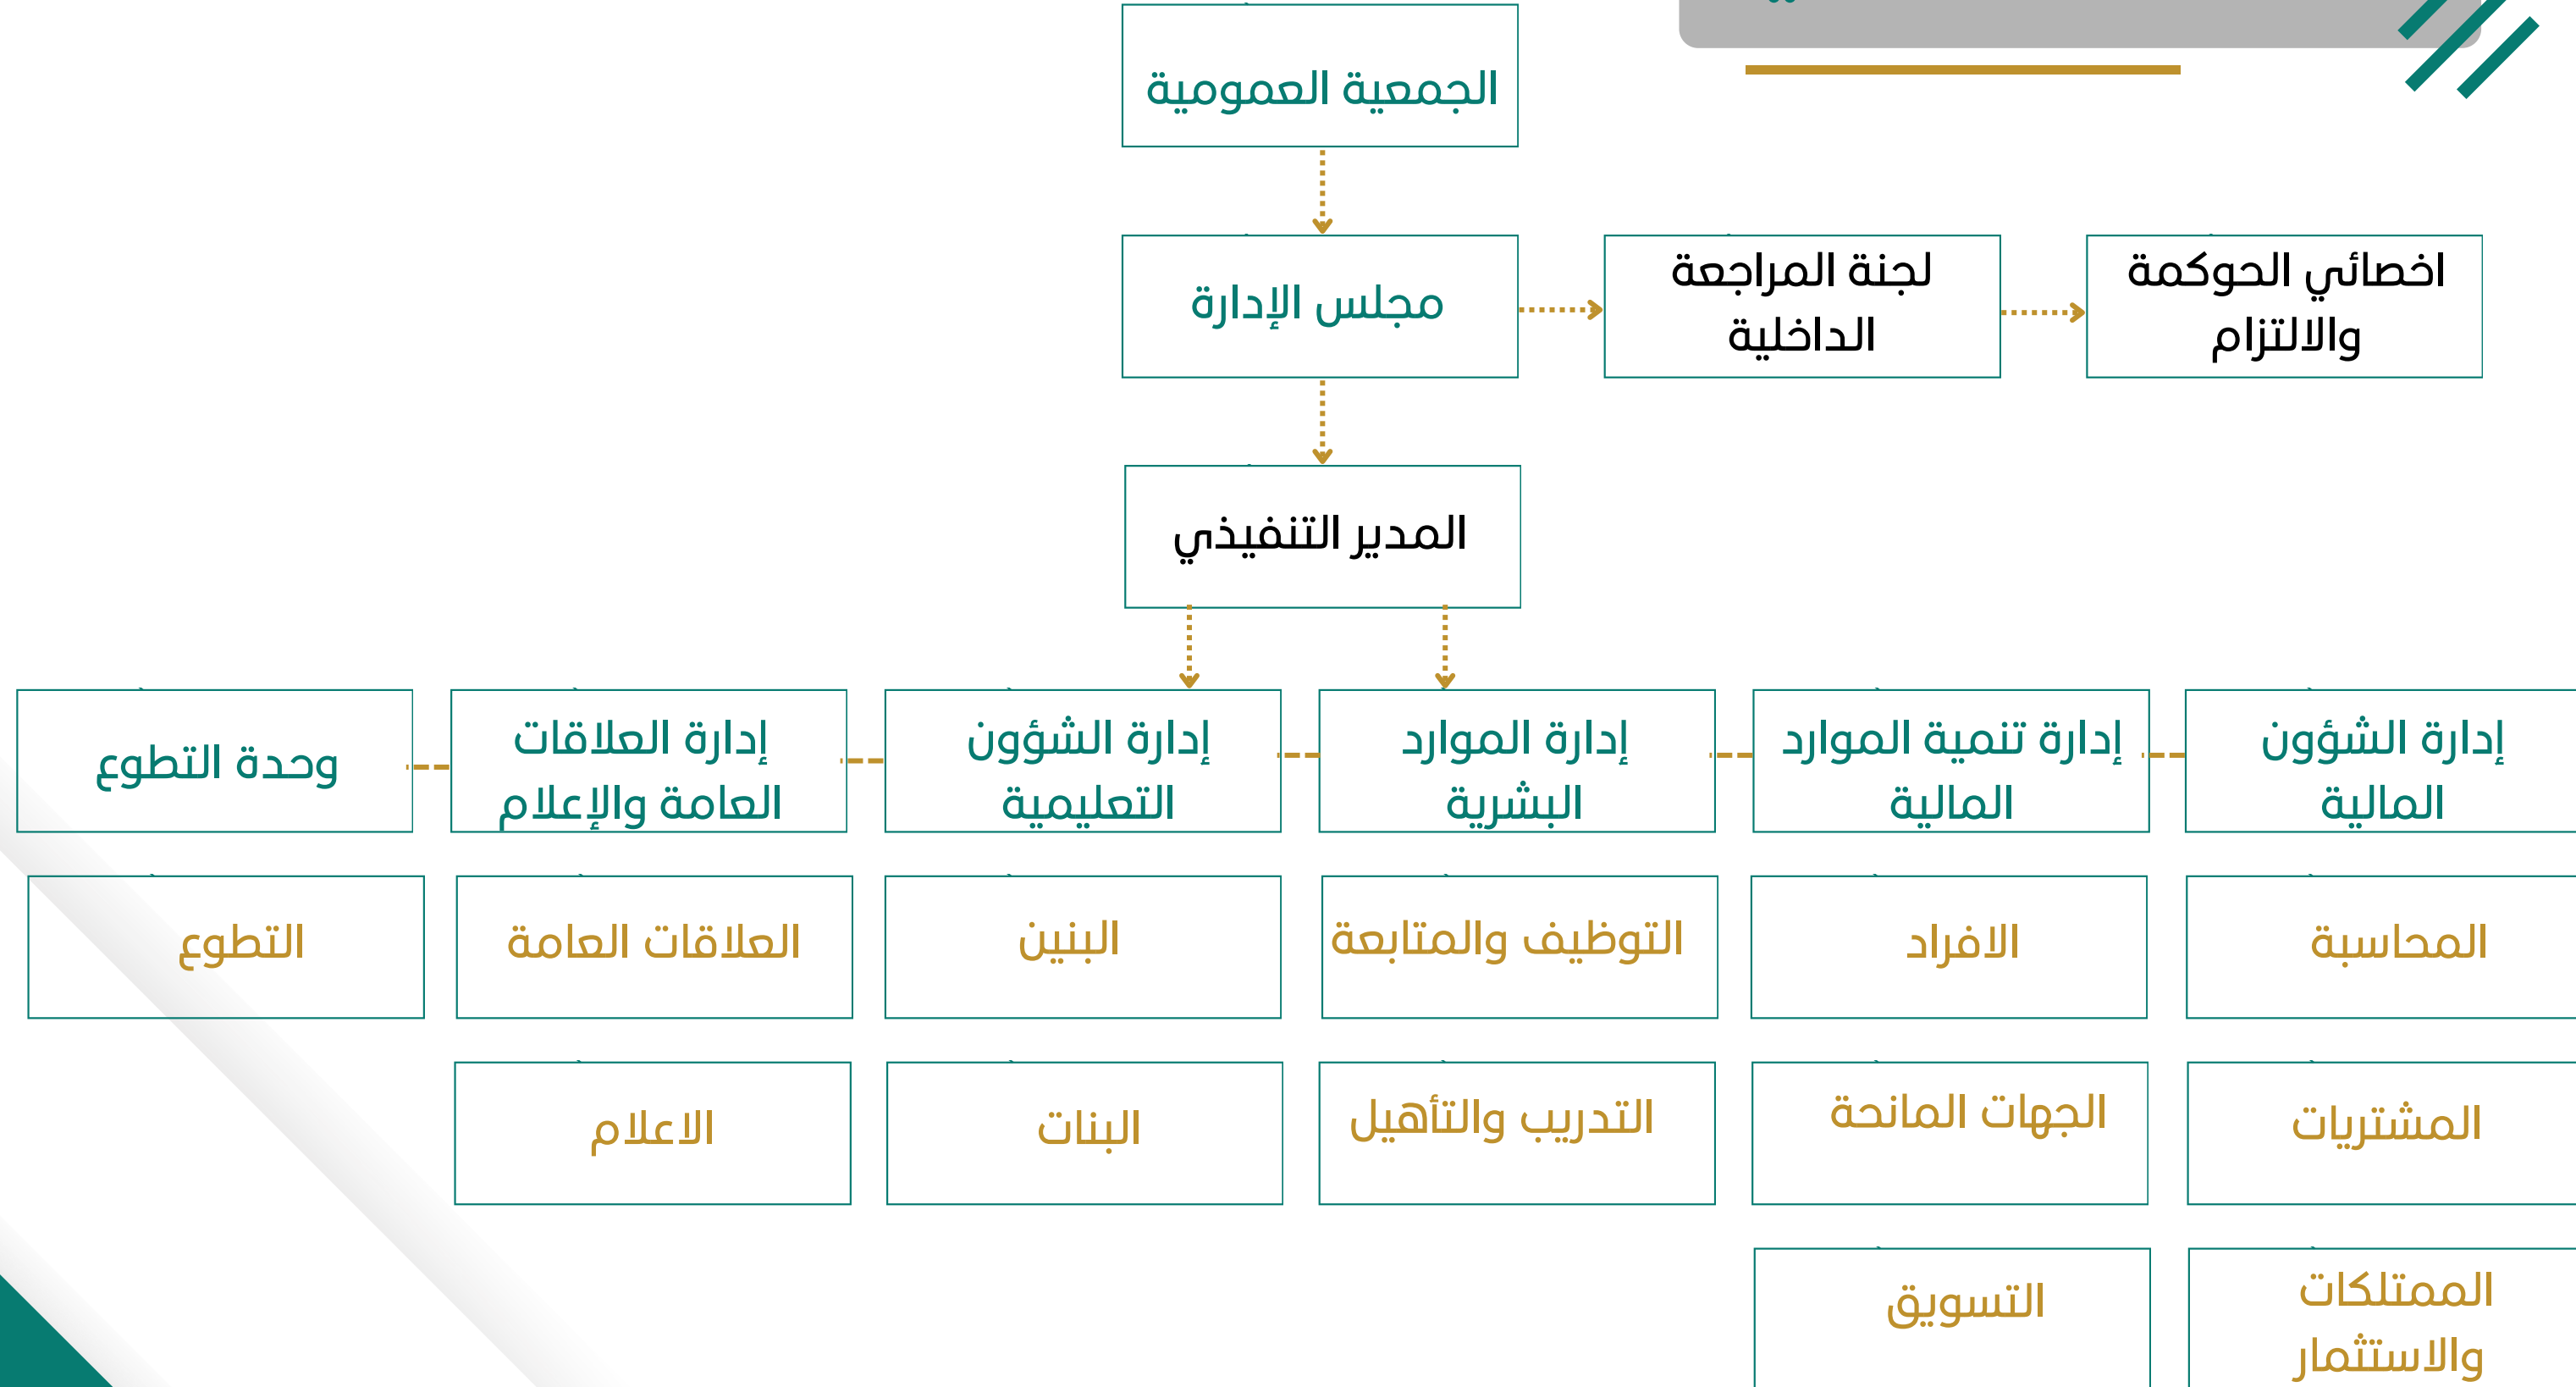 الجمعية العمومية
مجلس الإدارة
لجنة المراجعة
الداخلية
اخصائي الحوكمة
والالتزام
المدير التنفيذي
إدارة الشؤون
المالية
إدارة تنمية الموارد
المالية
إدارة الموارد
البشرية
إدارة الشؤون
التعليمية
إدارة العلاقات
العامة والإعلام
وحدة التطوع
المحاسبة
الافراد
التوظيف والمتابعة
البنين
العلاقات العامة
التطوع
المشتريات
الجهات المانحة
التدريب والتأهيل
البنات
الاعلام
الممتلكات
والاستثمار
التسويق